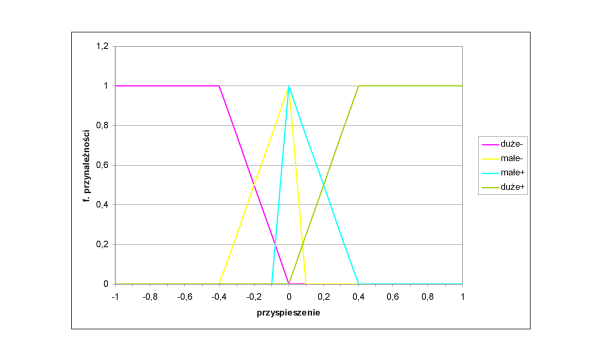 1,2
1
0,8
0,6
0,4
0,2
0
f. przynależności
-1 -0,8 -0,6 -0,4 -0,2 0 0,2 0,4 0,6 0,8 1
przyspieszenie
duże-
małe-
małe+
duże+